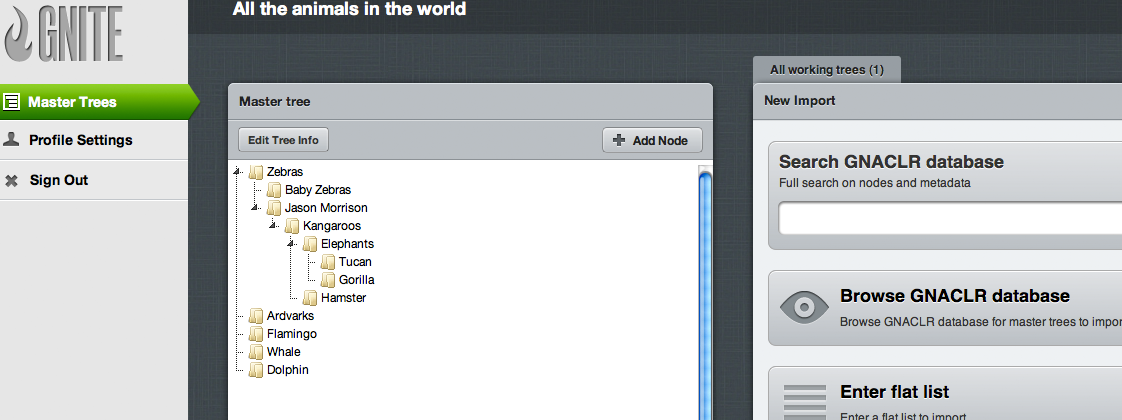 GNITE
All the animals in the world
Master Trees
Profile Settings
Sign Out
Master tree
Edit Tree Info
Add Node
Zebras
Baby Zebras
Jason Morrison
Kangaroos
Elephants
Tucan
Gorilla
Hamster
Ardvarks
Flamingo
Whale
Dolphin
All working trees (1)
New Import
Search GNACLR database
Full search on nodes and metadata
Browse GNACLR database
Browse GNACLR database for master trees to impor
Enter flat list
Enter a flat list to import